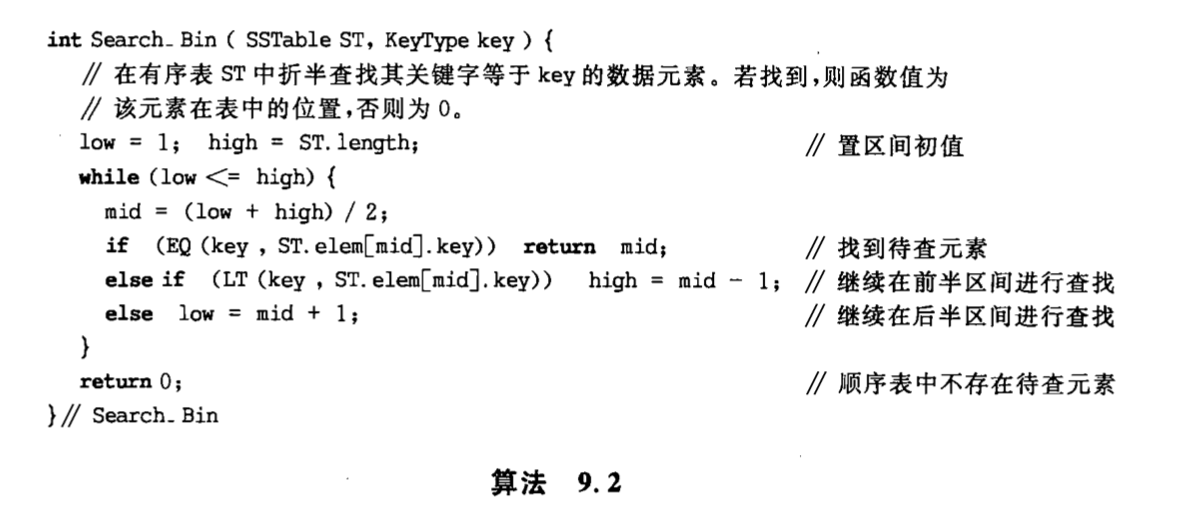 int Search_Bin ( SSTable ST, KeyType key ) {
// 在有序表 ST 中折半查找其关键字等于 key 的数据元素。若找到,则函数值为
// 该元素在表中的位置,否则为 0。
low = 1; high = ST.length; // 置区间初值
while (low <= high) {
mid = (low + high) / 2;
if (EQ (key , ST.elem[mid].key)) return mid; // 找到待查元素
else if (LT (key , ST.elem[mid].key)) high = mid - 1; // 继续在前半区间进行查找
else low = mid + 1; // 继续在后半区间进行查找
}
return 0; // 顺序表中不存在待查元素
}// Search_Bin
算法 9.2